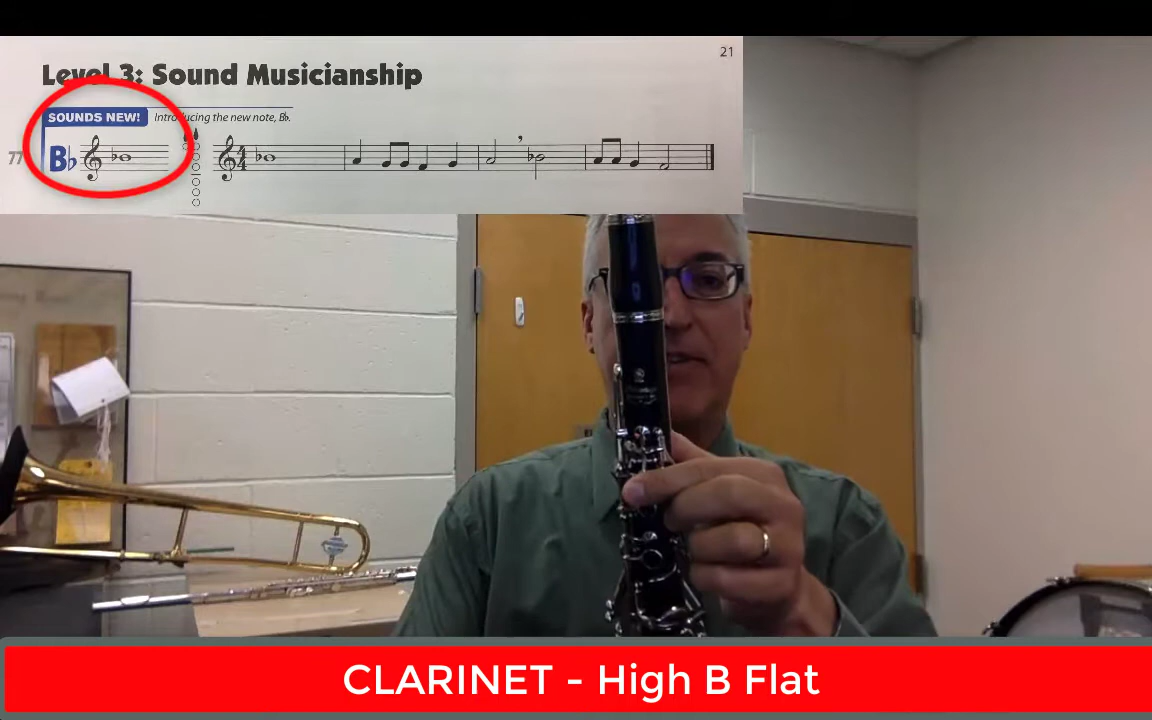 21
Level 3: Sound Musicianship
SOUNDS NEW! Introducing the new note, B♭.
77 B♭
CLARINET - High B Flat